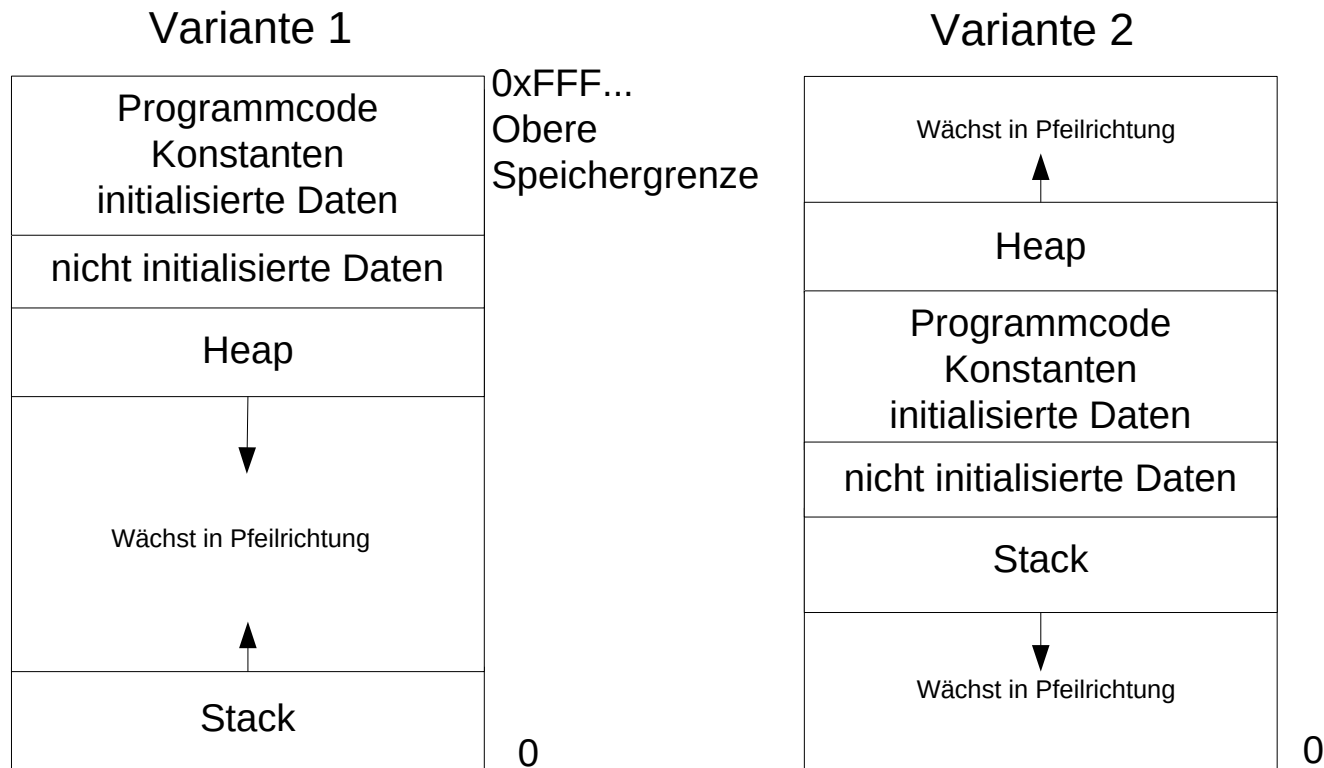 Variante 1
Programmcode
Konstanten
initialisierte Daten
nicht initialisierte Daten
Heap
Wächst in Pfeilrichtung
Stack
0xFFF...
Obere
Speichergrenze
0
Variante 2
Wächst in Pfeilrichtung
Heap
Programmcode
Konstanten
initialisierte Daten
nicht initialisierte Daten
Stack
Wächst in Pfeilrichtung
0